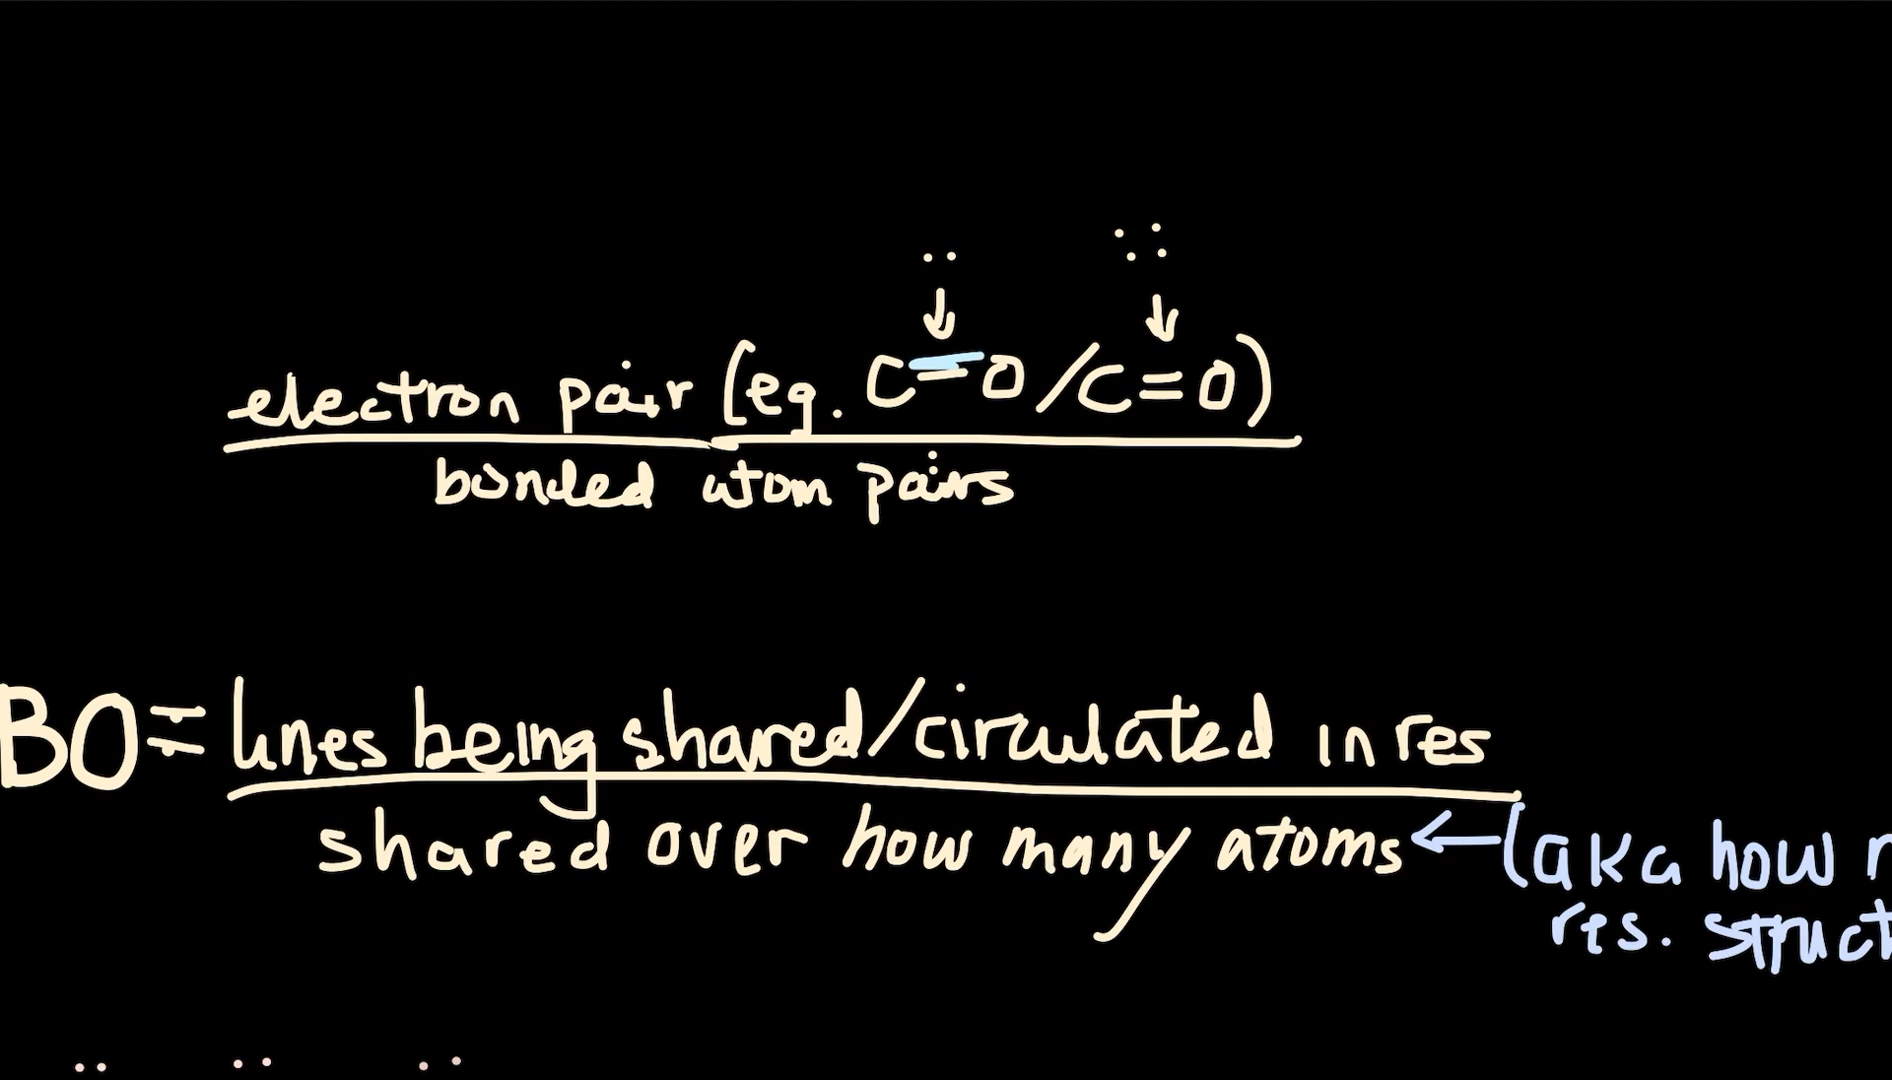 electron pair (eg. C=O/C=O)
bonded atom pairs
BO= lines being shared/circulated in res
shared over how many atoms ← (aka how
res. struct